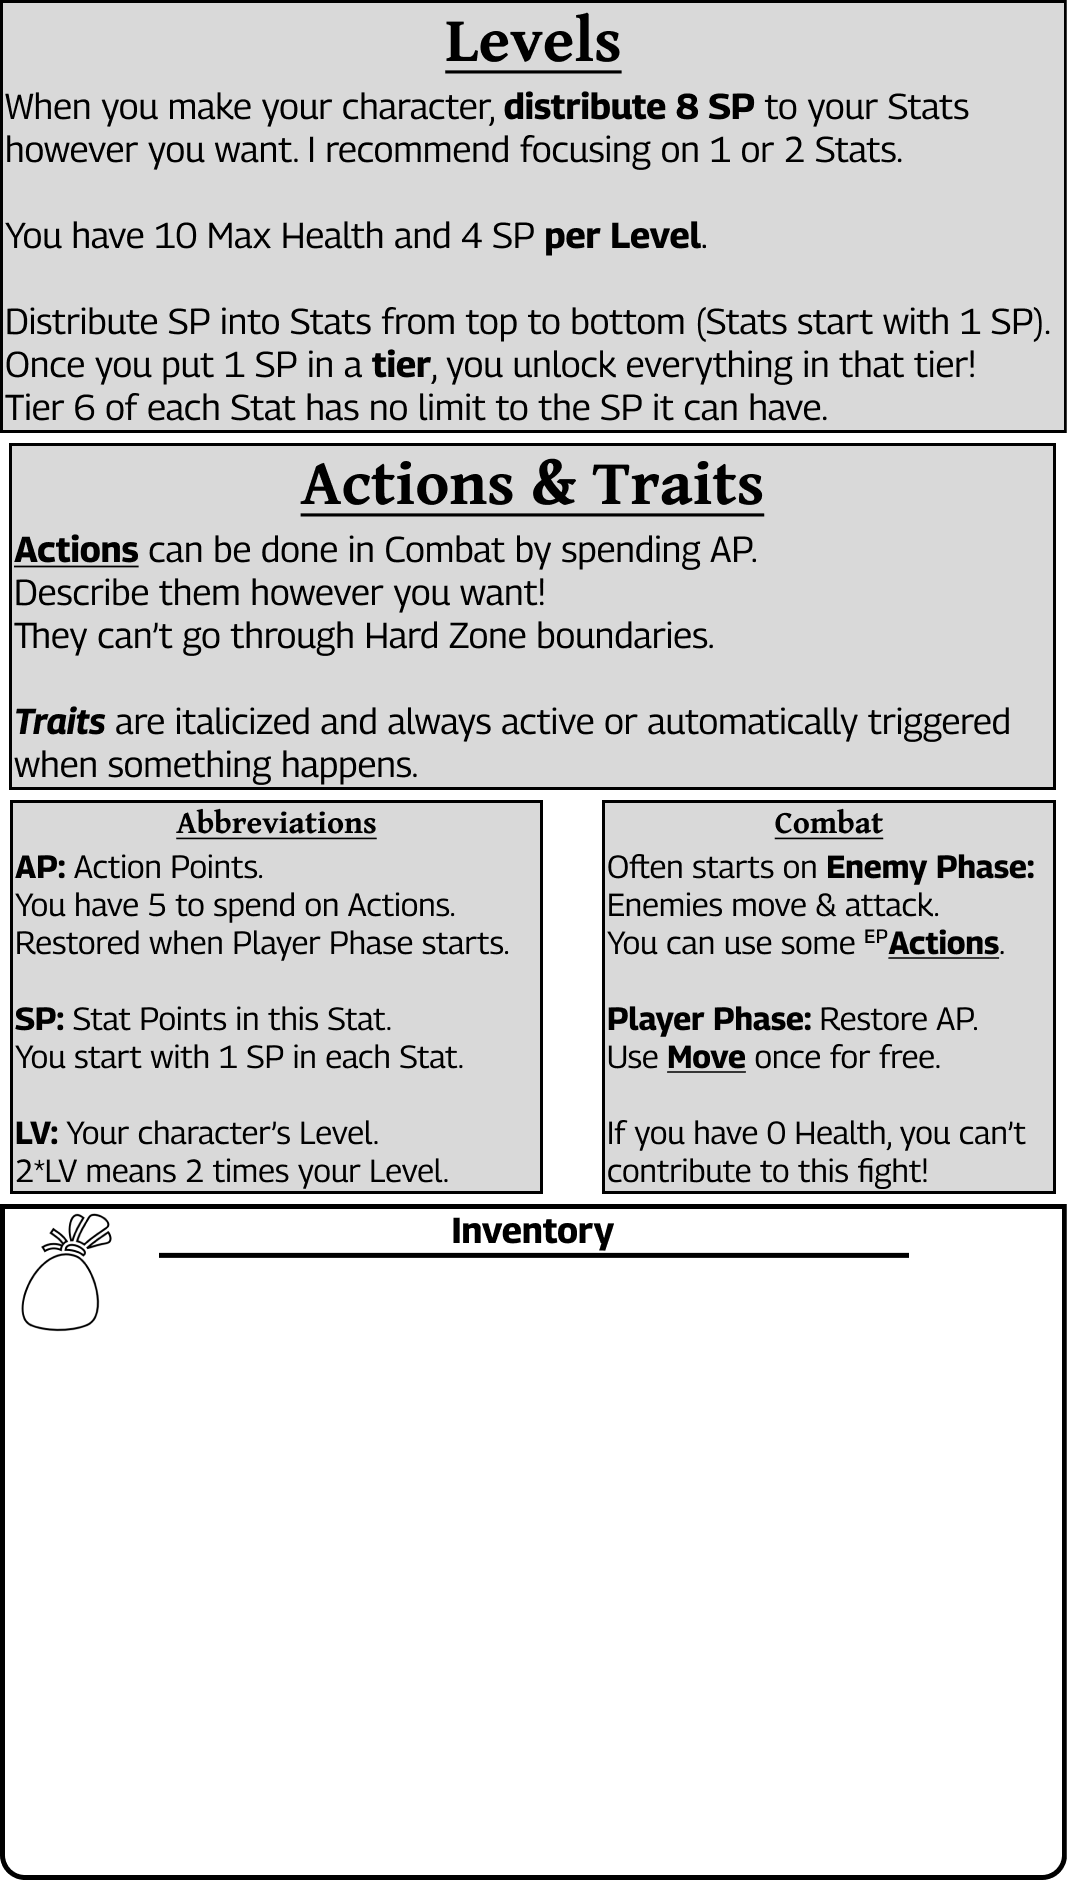 Levels
When you make your character, distribute 8 SP to your Stats
however you want. I recommend focusing on 1 or 2 Stats.
You have 10 Max Health and 4 SP per Level.
Distribute SP into Stats from top to bottom (Stats start with 1 SP).
Once you put 1 SP in a tier, you unlock everything in that tier!
Tier 6 of each Stat has no limit to the SP it can have.
Actions & Traits
Actions can be done in Combat by spending AP.
Describe them however you want!
They can't go through Hard Zone boundaries.
Traits are italicized and always active or automatically triggered
when something happens.
Abbreviations
AP: Action Points.
You have 5 to spend on Actions.
Restored when Player Phase starts.
SP: Stat Points in this Stat.
You start with 1 SP in each Stat.
LV: Your character's Level.
2*LV means 2 times your Level.
Combat
Often starts on Enemy Phase:
Enemies move & attack.
You can use some EPActions.
Player Phase: Restore AP.
Use Move once for free.
If you have 0 Health, you can't
contribute to this fight!
Inventory